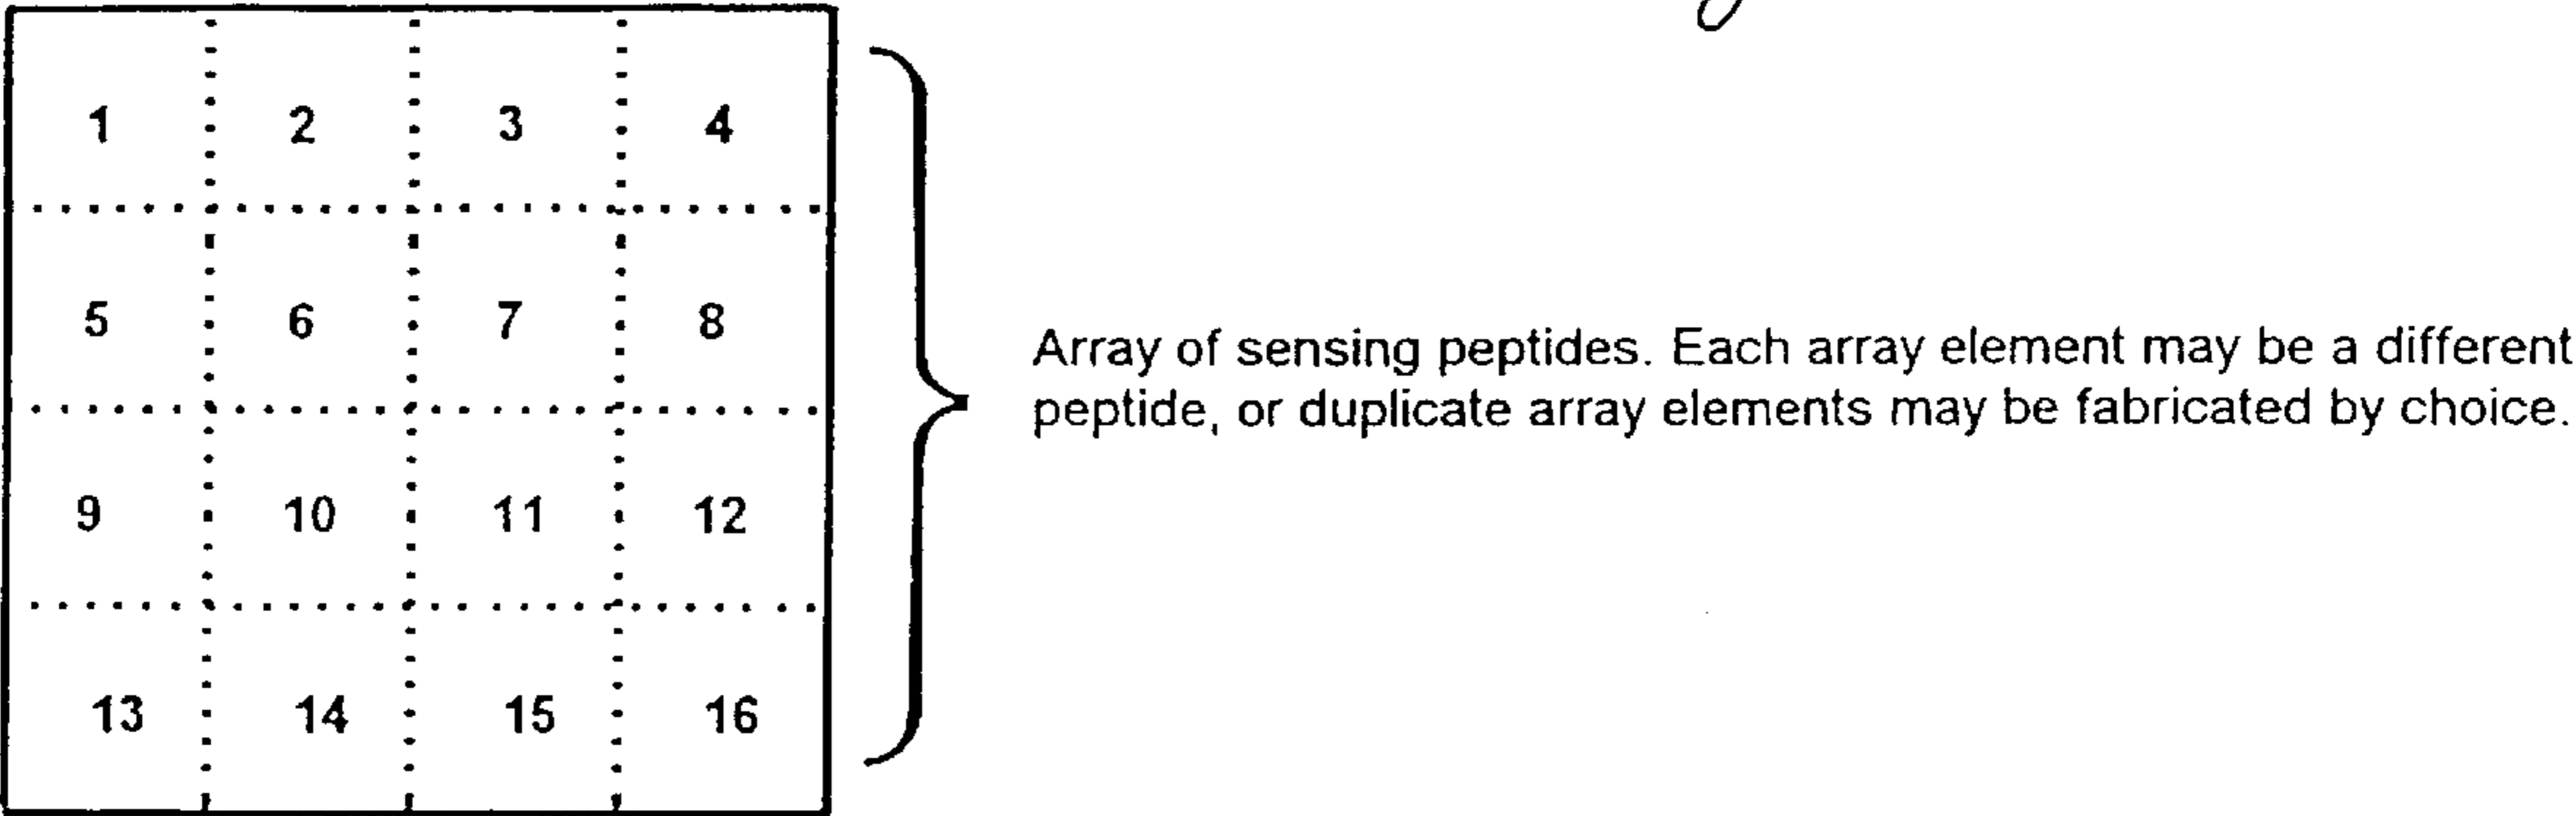 1 2 3 4
5 6 7 8
9 10 11 12
13 14 15 16
Array of sensing peptides. Each array element may be a different
peptide, or duplicate array elements may be fabricated by choice.